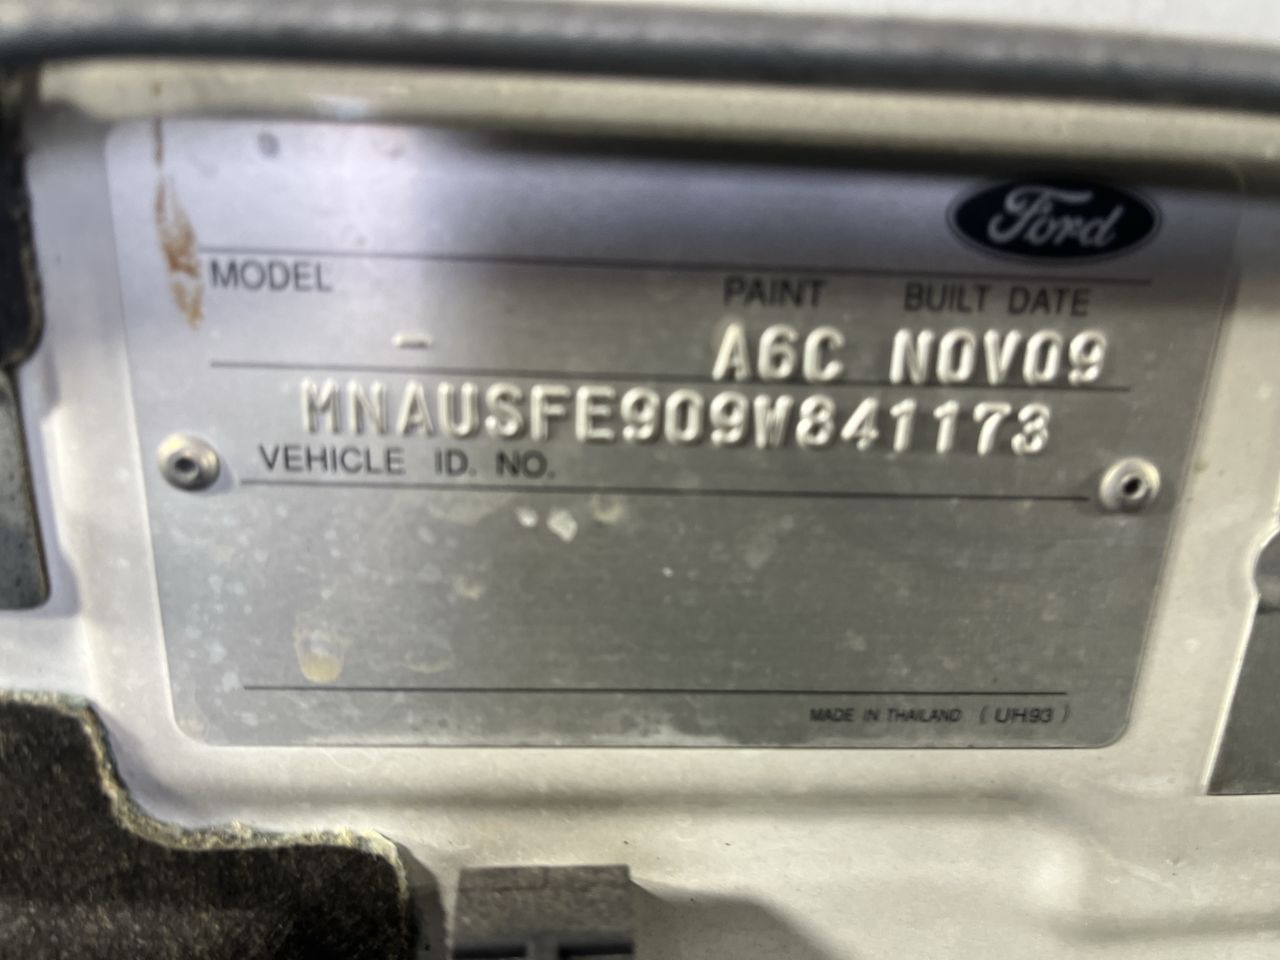 Ford
MODEL PAINT BUILT DATE
- A6C NOV09
MNAUSFE909W841173
VEHICLE ID. NO.
MADE IN THAILAND (UH93)